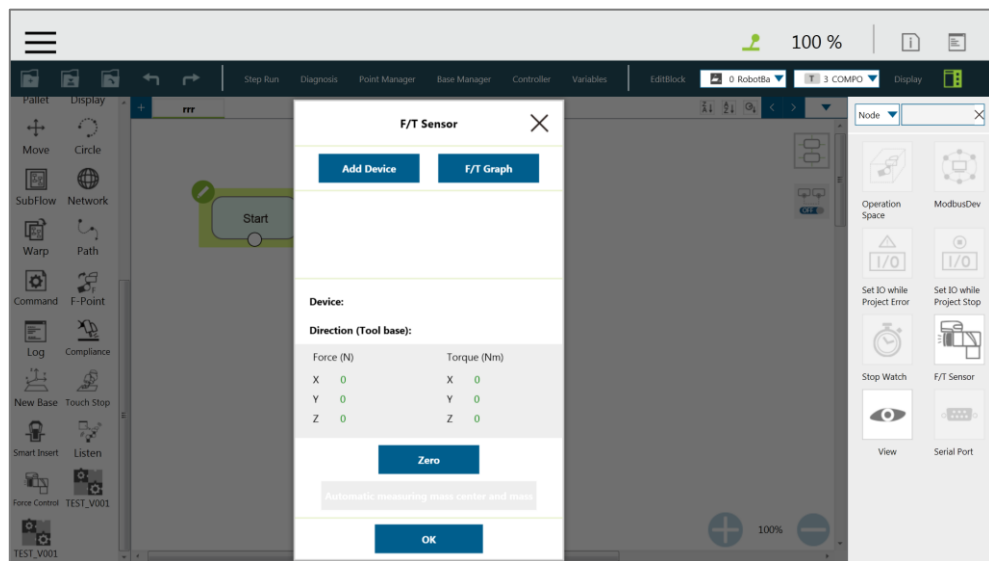 100 %
Step Run Diagnosis Point Manager Base Manager Controller Variables EditBlock 0 RobotBa T 3 COMPO Display
Pallet Display
+ rrr
Move Circle
SubFlow Network
Warp Path
Command F-Point
Log Compliance
New Base Touch Stop
Smart Insert Listen
Force Control TEST_V001
TEST_V001
Start
F/T Sensor
Add Device F/T Graph
Device:
Direction (Tool base):
Force (N) Torque (Nm)
X 0 X 0
Y 0 Y 0
Z 0 Z 0
Zero
Automatic measuring mass center and mass
OK
OFF
100%
Node
Operation Space
ModbusDev
I/O I/O
Set IO while Project Error
Set IO while Project Stop
Stop Watch F/T Sensor
View Serial Port